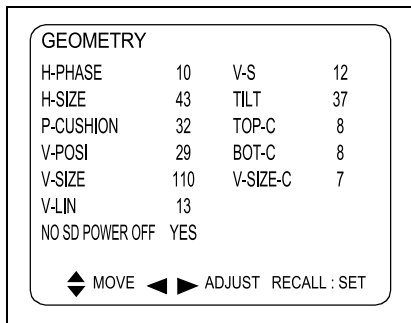 GEOMETRY
H-PHASE 10 V-S 12
H-SIZE 43 TILT 37
P-CUSHION 32 TOP-C 8
V-POSI 29 BOT-C 8
V-SIZE 110 V-SIZE-C 7
V-LIN 13
NO SD POWER OFF YES
MOVE ADJUST RECALL : SET